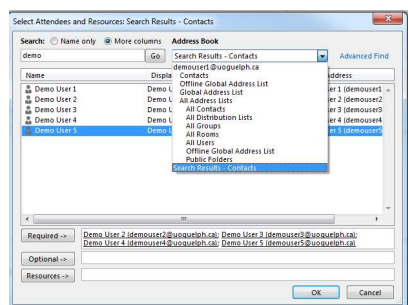 Select Attendees and Resources: Search Results - Contacts
Search: Name only More columns Address Book
demo Go Search Results - Contacts Advanced Find
Name Displa ddress
demouser1@uoguelph.ca
Contacts
Offline Global Address List
Global Address List
All Address Lists
All Contacts
All Distribution Lists
All Groups
All Rooms
All Users
Offline Global Address List
Public Folders
Search Results - Contacts
Demo User 1 Demo U er 1 (demouser1
Demo User 2 Demo U er 2 (demouser2
Demo User 3 Demo U er 3 (demouser3
Demo User 4 Demo U er 4 (demouser4
Demo User 5 Demo U er 5 (demouser5
Required -> Demo User 2 (demouser2@uoguelph.ca); Demo User 3 (demouser3@uoguelph.ca);
Demo User 4 (demouser4@uoguelph.ca); Demo User 5 (demouser5@uoguelph.ca)
Optional ->
Resources ->
OK Cancel